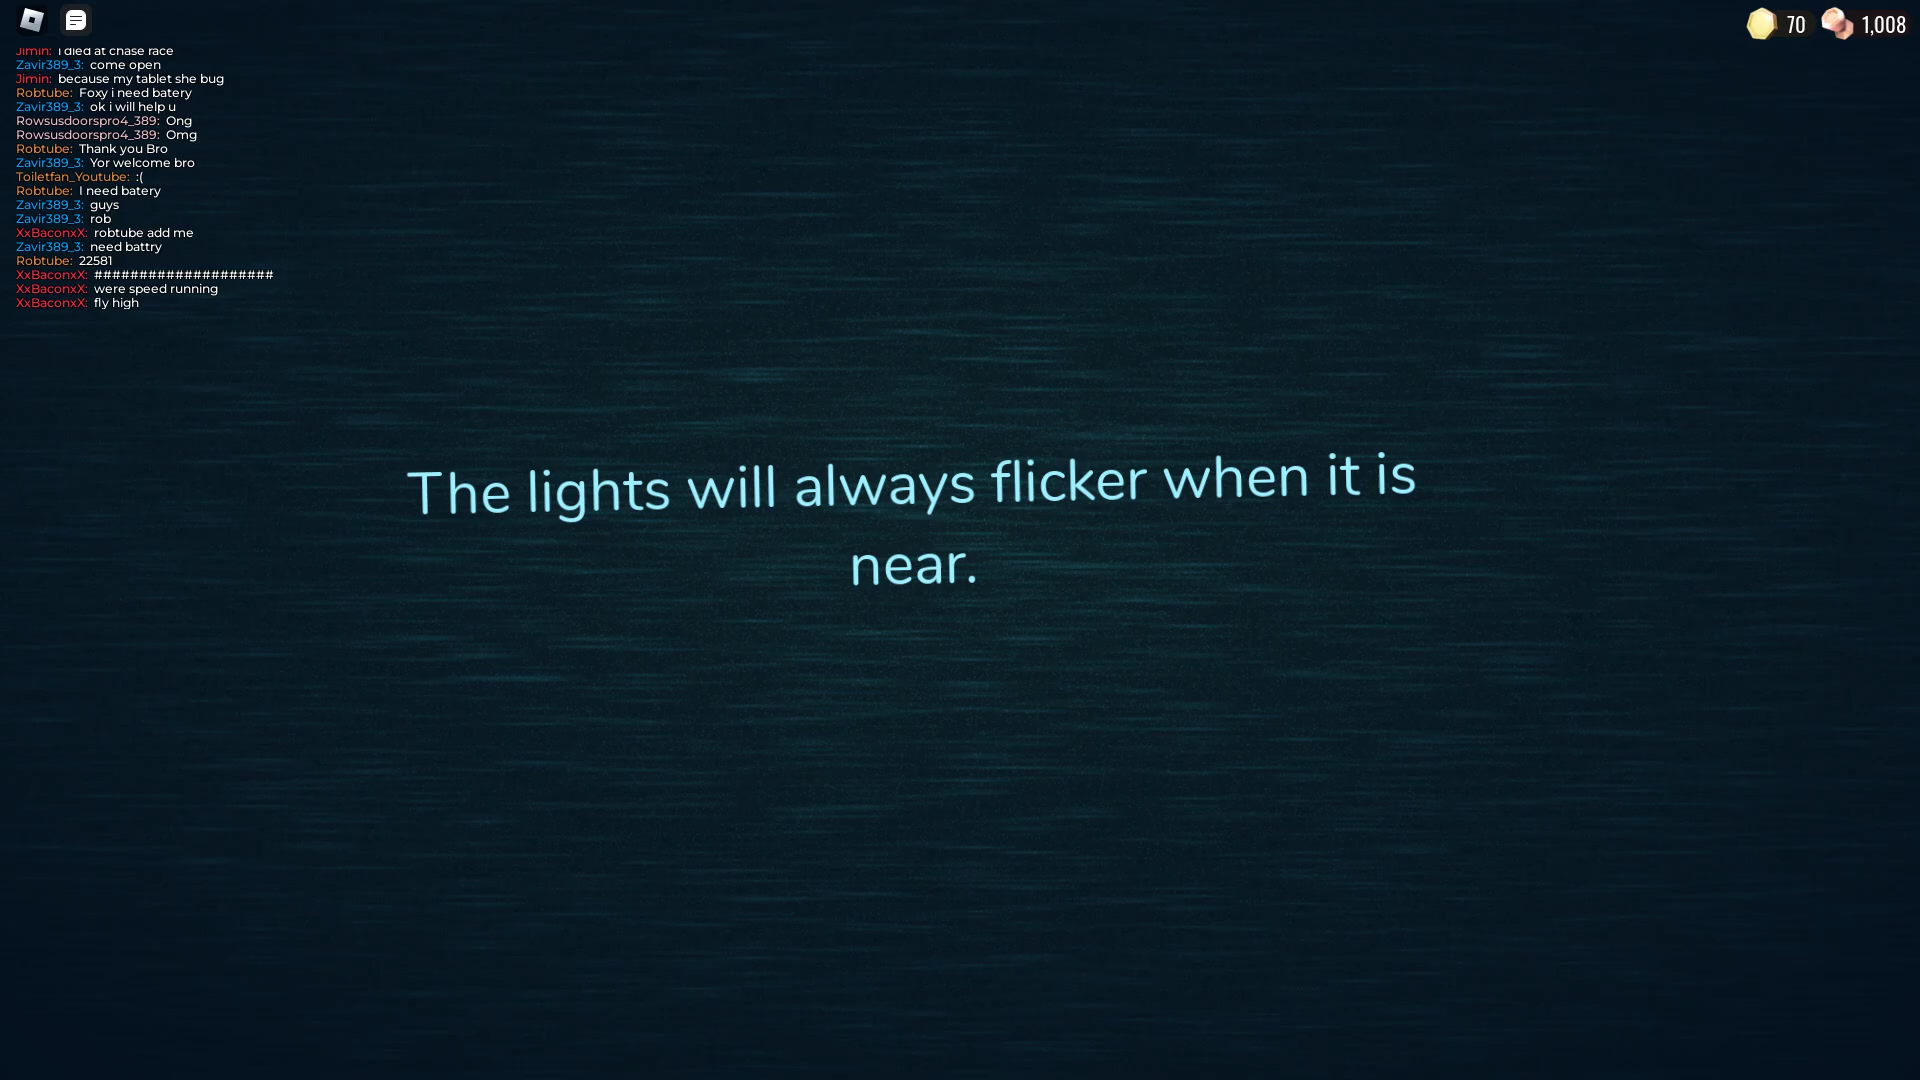 70 1,008
Jimin: i died at chase race
Zavir389_3: come open
Jimin: because my tablet she bug
Robtube: Foxy i need batery
Zavir389_3: ok i will help u
Rowsusdoorspro4_389: Ong
Rowsusdoorspro4_389: Omg
Robtube: Thank you Bro
Zavir389_3: Yor welcome bro
Toiletfan_Youtube: :(
Robtube: I need batery
Zavir389_3: guys
Zavir389_3: rob
XxBaconxX: robtube add me
Zavir389_3: need battry
Robtube: 22581
XxBaconxX: ####################
XxBaconxX: were speed running
XxBaconxX: fly high
The lights will always flicker when it is
near.